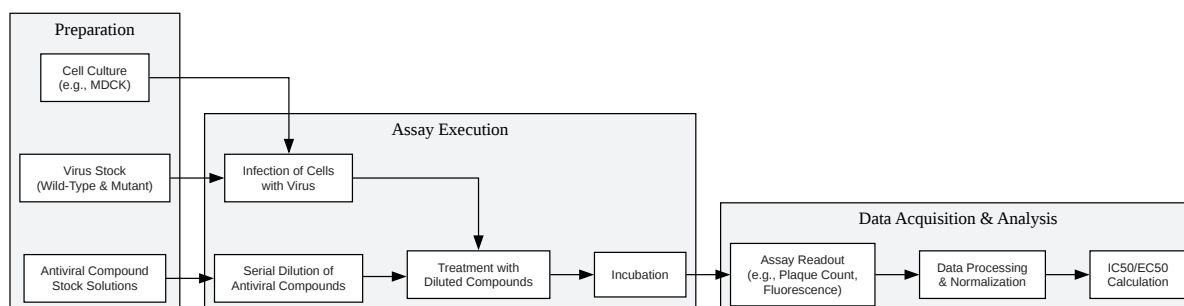 Preparation
Cell Culture
(e.g., MDCK)
Virus Stock
(Wild-Type & Mutant)
Antiviral Compound
Stock Solutions
Assay Execution
Infection of Cells
with Virus
Serial Dilution of
Antiviral Compounds
Treatment with
Diluted Compounds
Incubation
Data Acquisition & Analysis
Assay Readout
(e.g., Plaque Count,
Fluorescence)
Data Processing
& Normalization
IC50/EC50
Calculation